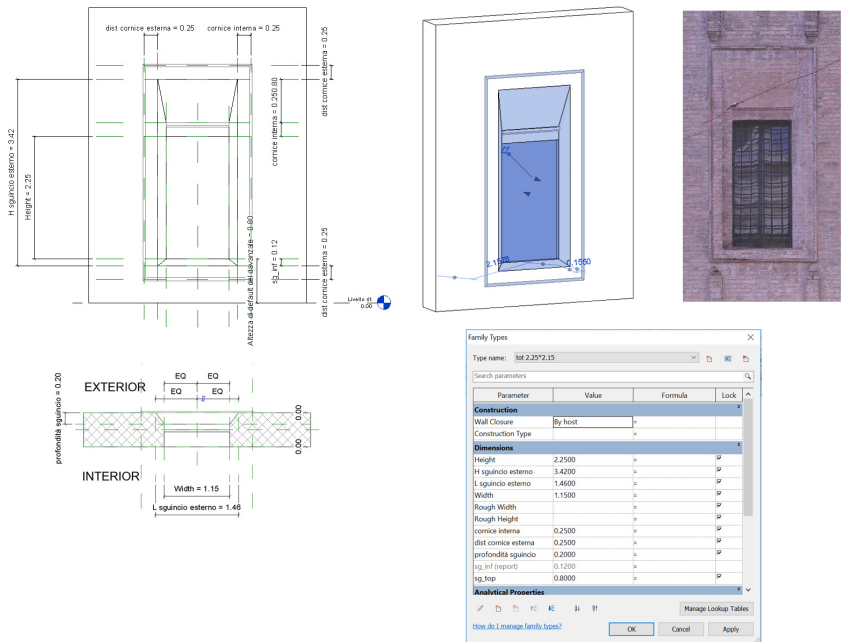 dist cornice esterna = 0.25
cornice interna = 0.25
dist cornice esterna = 0.25
cornice interna = 0.250.80
H sguincio esterno = 3.42
Height = 2.25
Altezza di default del davanzale = 0.80
sg_inf = 0.12
dist cornice esterna = 0.25
Livello di.
0.00
2.1578
0.1550
EXTERIOR
EQ
EQ
EQ
EQ
profondità sguincio = 0.20
0.00
0.00
INTERIOR
Width = 1.15
L sguincio esterno = 1.46
Family Types
Type name: tot 2.25*2.15
Search parameters
Parameter Value Formula Lock
Construction
Wall Closure By host =
Construction Type =
Dimensions
Height 2.2500 =
H sguincio esterno 3.4200 =
L sguincio esterno 1.4600 =
Width 1.1500 =
Rough Width =
Rough Height =
cornice interna 0.2500 =
dist cornice esterna 0.2500 =
profondità sguincio 0.2000 =
sg_inf (report) 0.1200 =
sg_top 0.8000 =
Analytical Properties
Manage Lookup Tables
How do I manage family types?
OK Cancel Apply